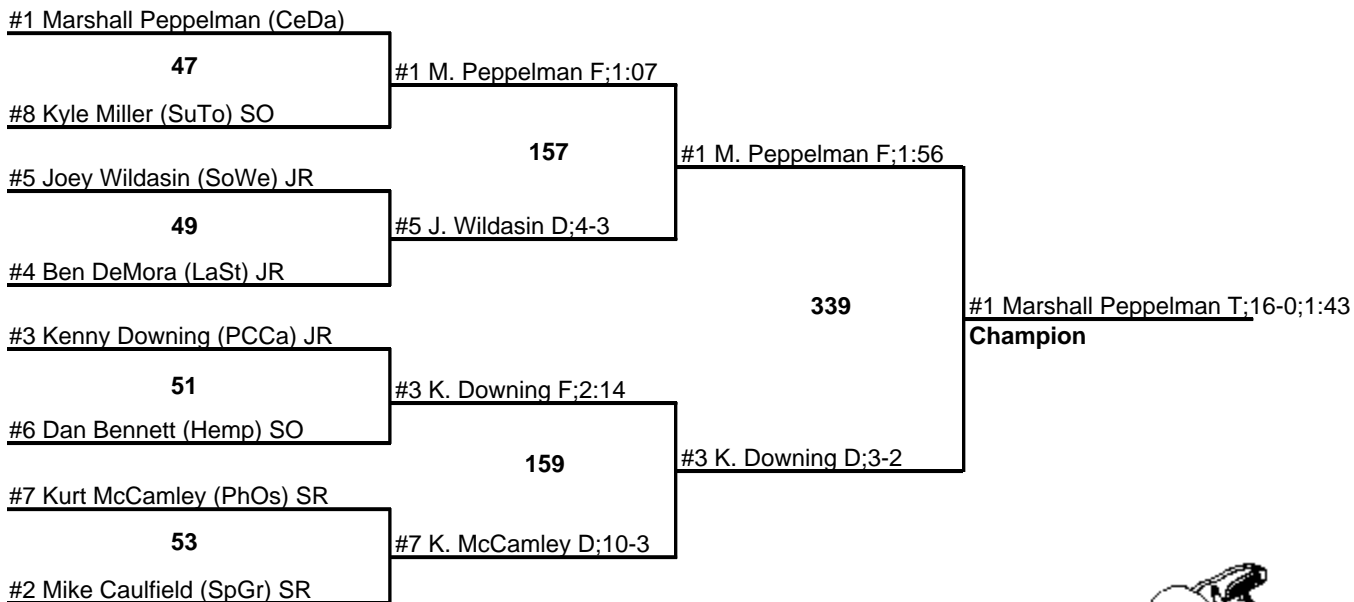 #1 Marshall Peppelman (CeDa)
47
#8 Kyle Miller (SuTo) SO
#1 M. Peppelman F;1:07
157
#5 Joey Wildasin (SoWe) JR
49
#4 Ben DeMora (LaSt) JR
#5 J. Wildasin D;4-3
#1 M. Peppelman F;1:56
339
#3 Kenny Downing (PCCa) JR
51
#6 Dan Bennett (Hemp) SO
#3 K. Downing F;2:14
159
#7 Kurt McCamley (PhOs) SR
53
#2 Mike Caulfield (SpGr) SR
#7 K. McCamley D;10-3
#3 K. Downing D;3-2
#1 Marshall Peppelman T;16-0;1:43
Champion